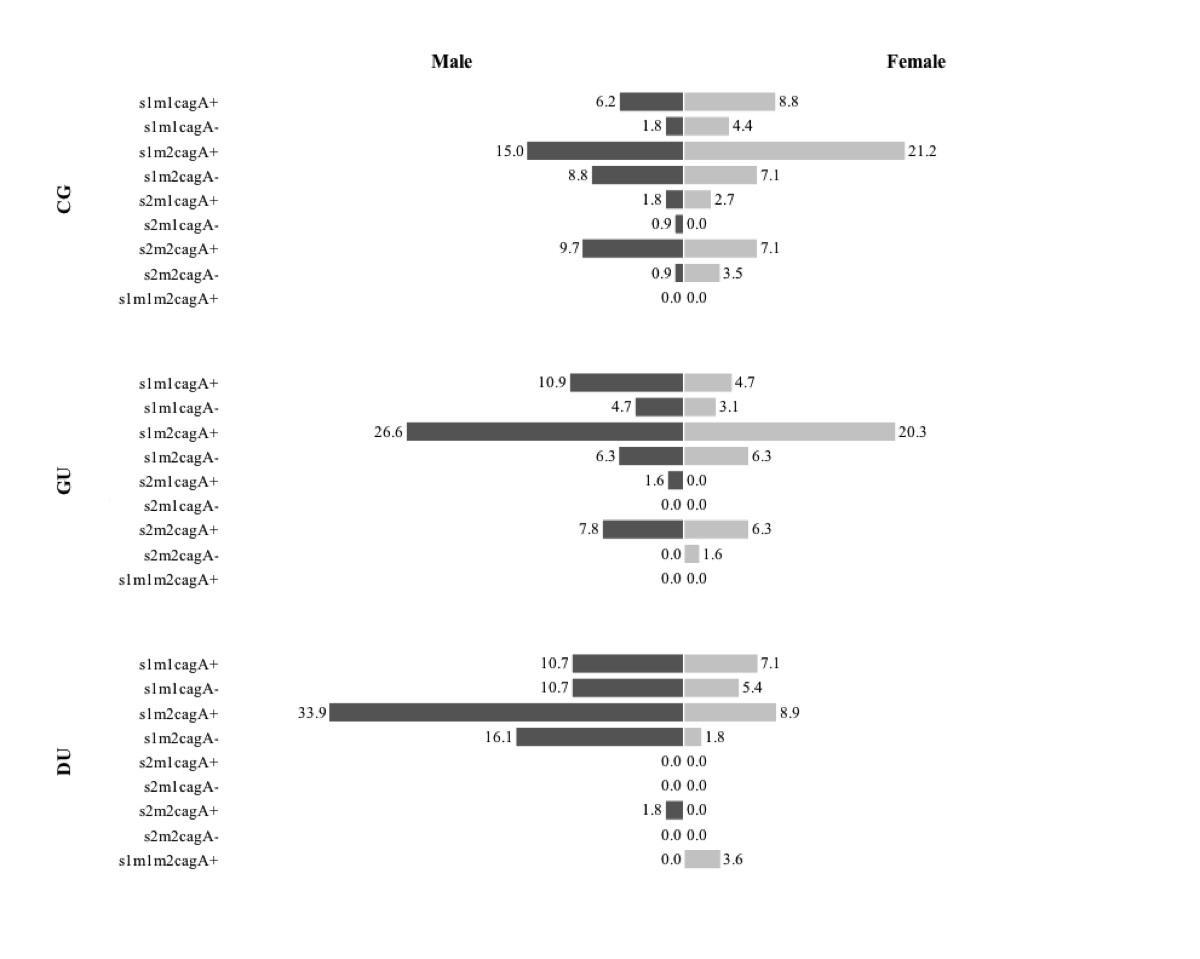 Male Female
s1m1cagA+ 6.2 8.8
s1m1cagA- 1.8 4.4
s1m2cagA+ 15.0 21.2
s1m2cagA- 8.8 7.1
CG
s2m1cagA+ 1.8 2.7
s2m1cagA- 0.9 0.0
s2m2cagA+ 9.7 7.1
s2m2cagA- 0.9 3.5
s1m1m2cagA+ 0.0 0.0
s1m1cagA+ 10.9 4.7
s1m1cagA- 4.7 3.1
s1m2cagA+ 26.6 20.3
s1m2cagA- 6.3 6.3
GU
s2m1cagA+ 1.6 0.0
s2m1cagA- 0.0 0.0
s2m2cagA+ 7.8 6.3
s2m2cagA- 0.0 1.6
s1m1m2cagA+ 0.0 0.0
s1m1cagA+ 10.7 7.1
s1m1cagA- 10.7 5.4
s1m2cagA+ 33.9 8.9
s1m2cagA- 16.1 1.8
DU
s2m1cagA+ 0.0 0.0
s2m1cagA- 0.0 0.0
s2m2cagA+ 1.8 0.0
s2m2cagA- 0.0 0.0
s1m1m2cagA+ 0.0 3.6